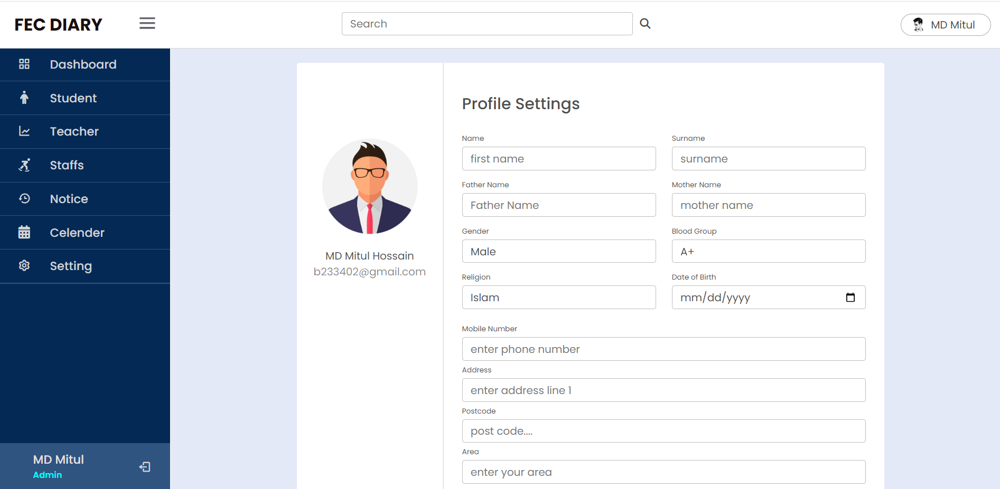 FEC DIARY
Search
MD Mitul
Dashboard
Student
Teacher
Staffs
Notice
Celender
Setting
MD Mitul
Admin
MD Mitul Hossain
b233402@gmail.com
Profile Settings
Name Surname
first name surname
Father Name Mother Name
Father Name mother name
Gender Blood Group
Male A+
Religion Date of Birth
Islam mm/dd/yyyy
Mobile Number
enter phone number
Address
enter address line 1
Postcode
post code....
Area
enter your area